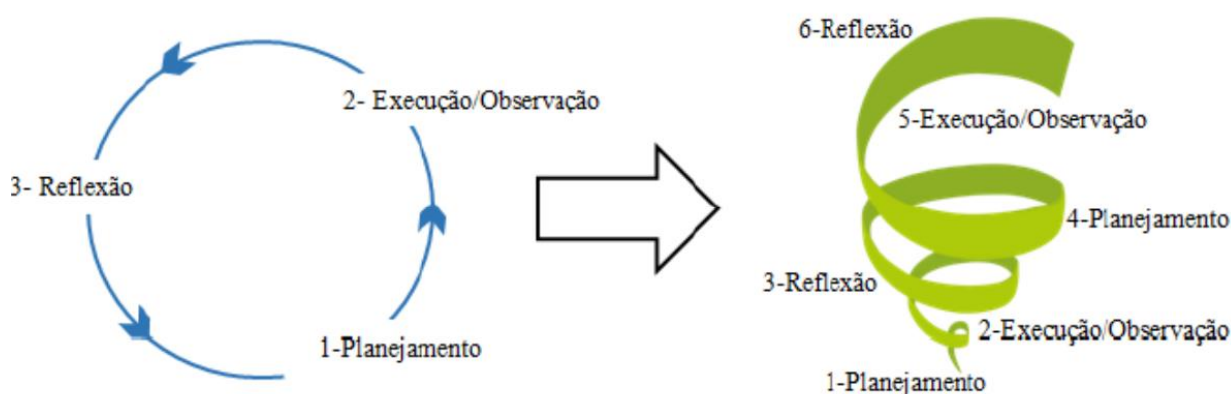 2- Execução/Observação
3- Reflexão
1-Planejamento
6-Reflexão
5-Execução/Observação
4-Planejamento
3-Reflexão
2-Execução/Observação
1-Planejamento